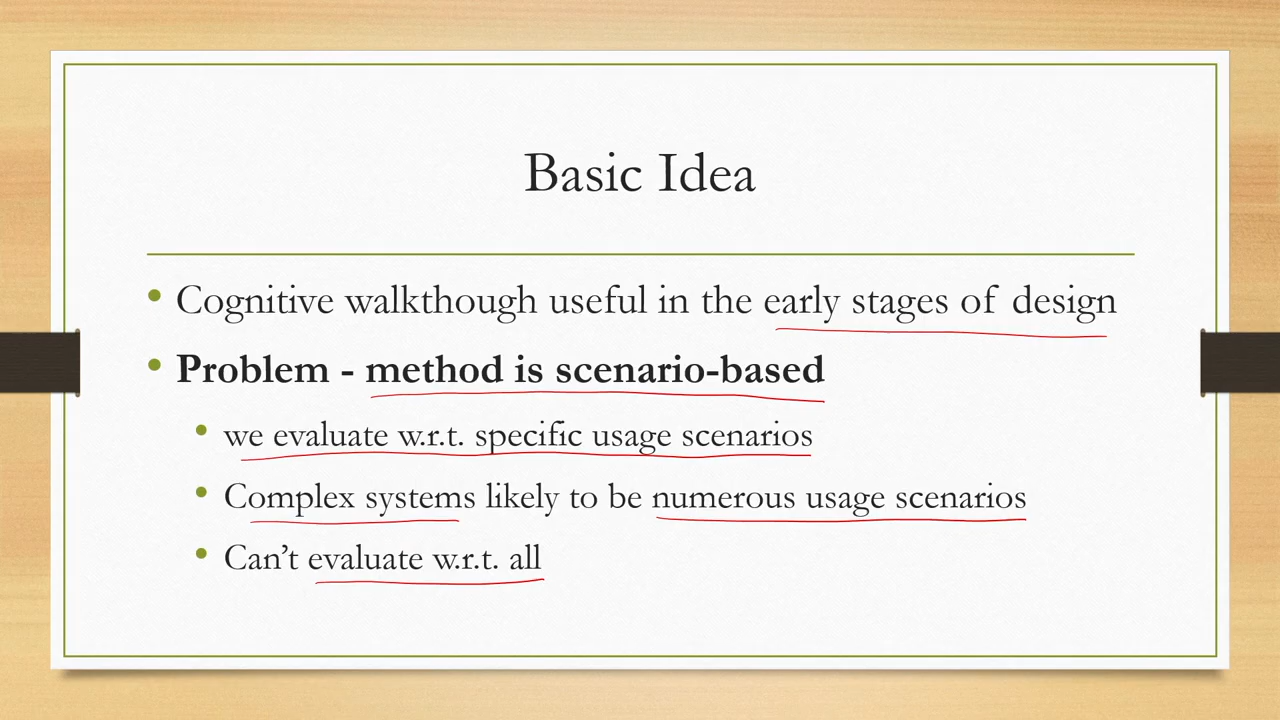 Basic Idea
• Cognitive walkthough useful in the early stages of design
• Problem - method is scenario-based
• we evaluate w.r.t. specific usage scenarios
• Complex systems likely to be numerous usage scenarios
• Can’t evaluate w.r.t. all